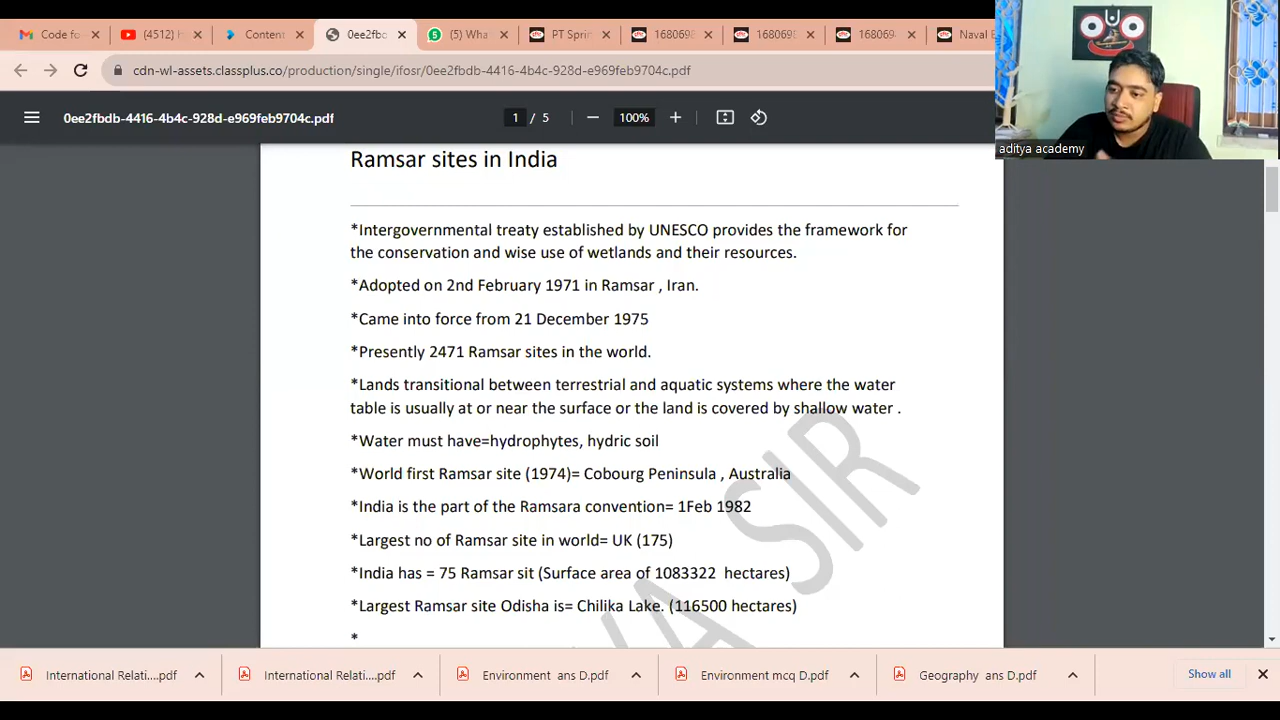 Code fo
(4512) H
Content
0ee2fbc
(5) Wha
PT Sprin
168069
168069
168069
Naval E
cdn-wl-assets.classplus.co/production/single/ifosr/0ee2fbdb-4416-4b4c-928d-e969feb9704c.pdf
0ee2fbdb-4416-4b4c-928d-e969feb9704c.pdf
1 / 5
100%
aditya academy
Ramsar sites in India
*Intergovernmental treaty established by UNESCO provides the framework for
the conservation and wise use of wetlands and their resources.
*Adopted on 2nd February 1971 in Ramsar , Iran.
*Came into force from 21 December 1975
*Presently 2471 Ramsar sites in the world.
*Lands transitional between terrestrial and aquatic systems where the water
table is usually at or near the surface or the land is covered by shallow water .
*Water must have=hydrophytes, hydric soil
*World first Ramsar site (1974)= Cobourg Peninsula , Australia
*India is the part of the Ramsara convention= 1Feb 1982
*Largest no of Ramsar site in world= UK (175)
*India has = 75 Ramsar sit (Surface area of 1083322 hectares)
*Largest Ramsar site Odisha is= Chilika Lake. (116500 hectares)
*
YA SIR
International Relati....pdf
International Relati....pdf
Environment ans D.pdf
Environment mcq D.pdf
Geography ans D.pdf
Show all